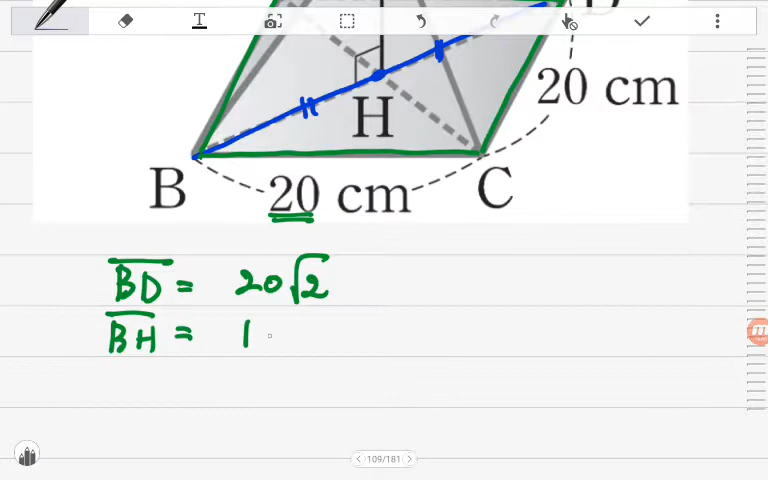 T
H
20 cm
B
20 cm
C
BD = 20√2
BH = 1
109/181